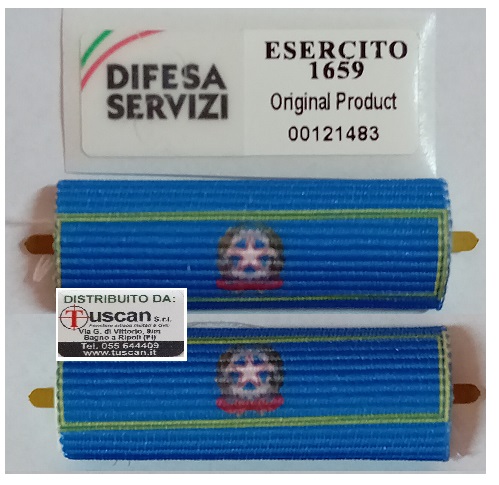 DIFESA
SERVIZI
ESERCITO
1659
Original Product
00121483
DISTRIBUITO DA:
Tuscan S.r.l.
Via G. di Vittorio, 8m
Bagno a Ripoli (FI)
Tel. 055 644409
www.tuscan.it